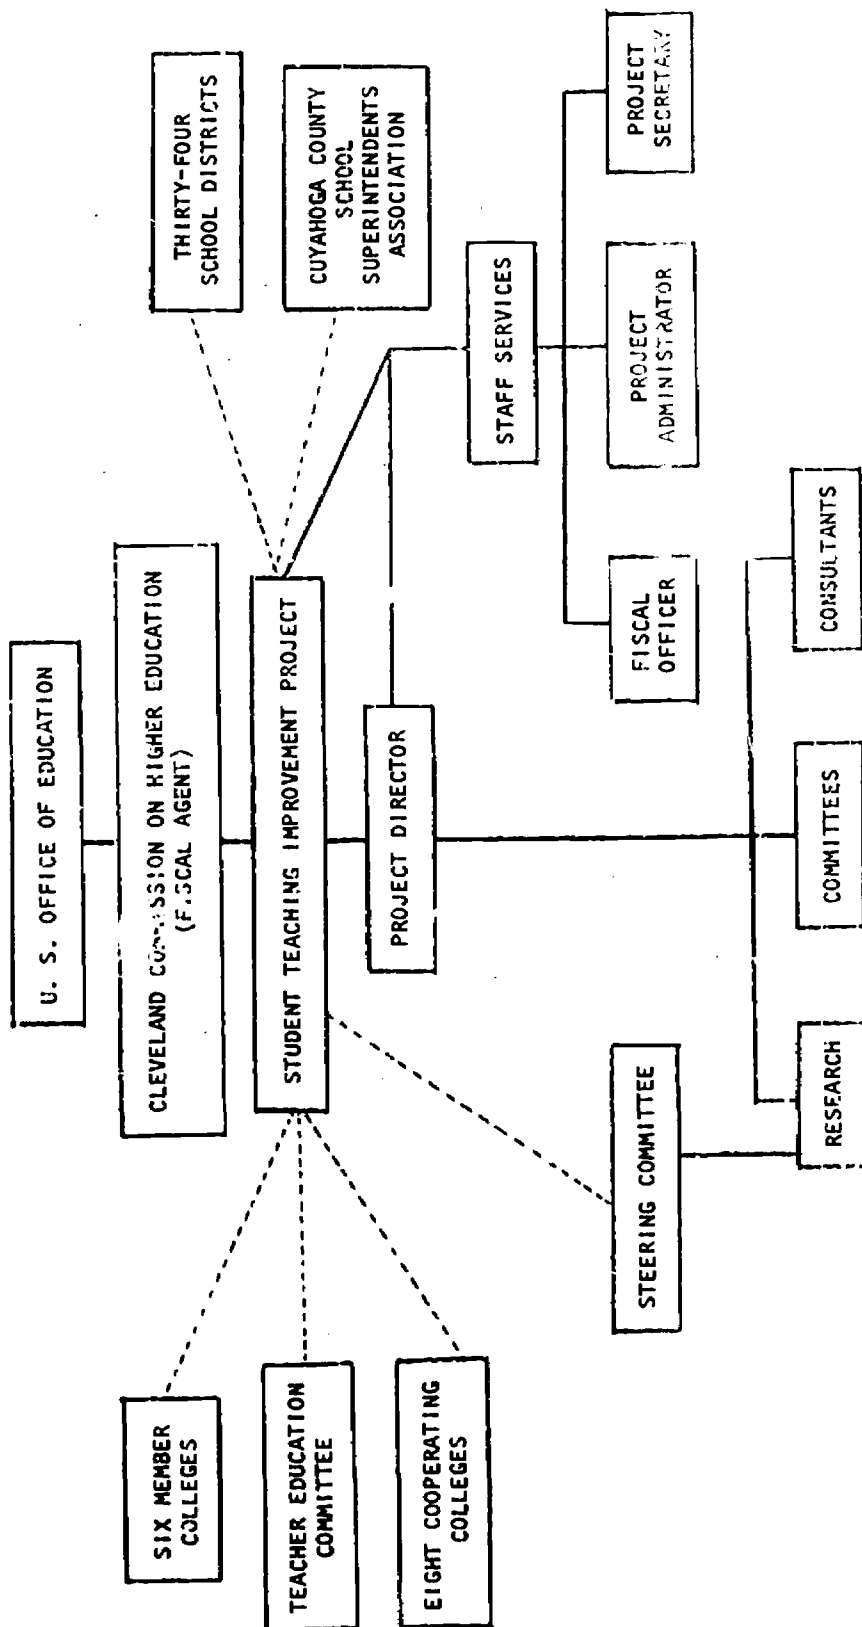 U. S. OFFICE OF EDUCATION
CLEVELAND COMMISSION ON HIGHER EDUCATION
(FISCAL AGENT)
STUDENT TEACHING IMPROVEMENT PROJECT
SIX MEMBER
COLLEGES
TEACHER EDUCATION
COMMITTEE
EIGHT COOPERATING
COLLEGES
THIRTY-FOUR
SCHOOL DISTRICTS
CUYAHOGA COUNTY
SCHOOL
SUPERINTENDENTS
ASSOCIATION
PROJECT DIRECTOR
STAFF SERVICES
FISCAL
OFFICER
PROJECT
ADMINISTRATOR
PROJECT
SECRETARY
STEERING COMMITTEE
RESEARCH
COMMITTEES
CONSULTANTS